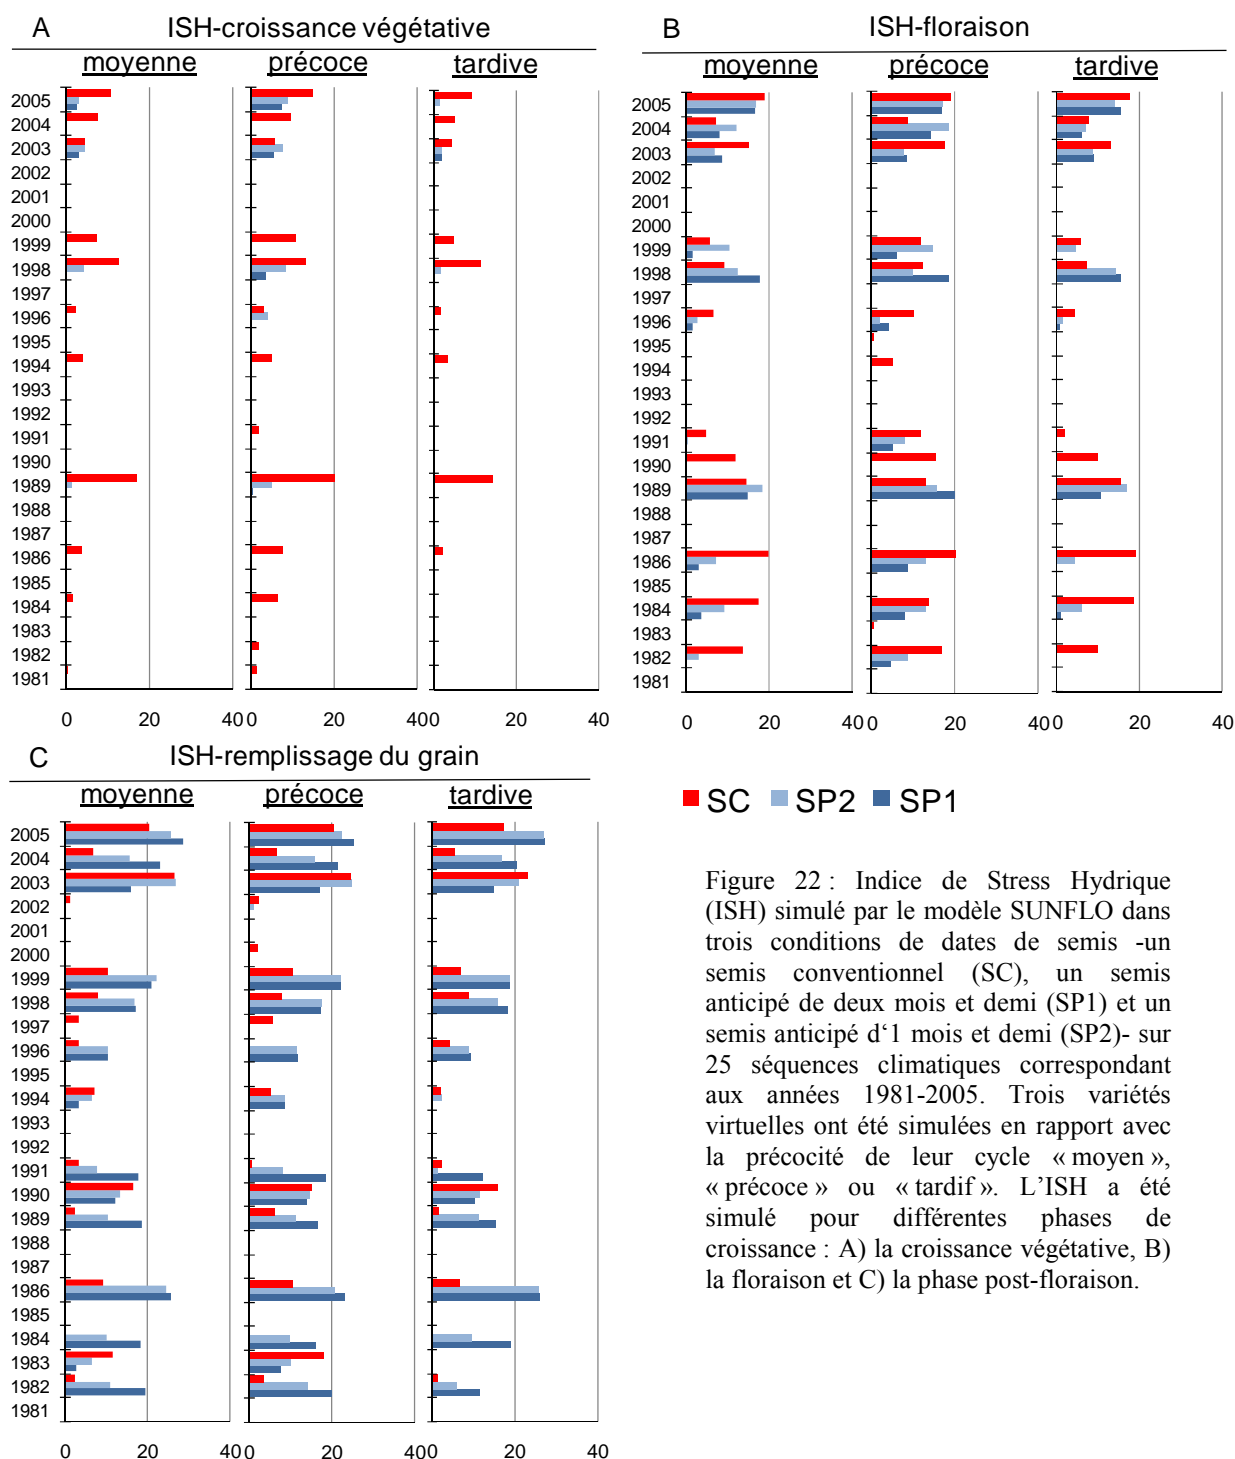 A
ISH-croissance végétative
moyenne précoce tardive
2005
2004
2003
2002
2001
2000
1999
1998
1997
1996
1995
1994
1993
1992
1991
1990
1989
1988
1987
1986
1985
1984
1983
1982
1981
0 20 40 0 20 40 0 20 40
B
ISH-floraison
moyenne précoce tardive
2005
2004
2003
2002
2001
2000
1999
1998
1997
1996
1995
1994
1993
1992
1991
1990
1989
1988
1987
1986
1985
1984
1983
1982
1981
0 20 40 0 20 40 0 20 40
C
ISH-remplissage du grain
moyenne précoce tardive
2005
2004
2003
2002
2001
2000
1999
1998
1997
1996
1995
1994
1993
1992
1991
1990
1989
1988
1987
1986
1985
1984
1983
1982
1981
0 20 40 0 20 40 0 20 40
SC SP2 SP1
Figure 22 : Indice de Stress Hydrique
(ISH) simulé par le modèle SUNFLO dans
trois conditions de dates de semis -un
semis conventionnel (SC), un semis
anticipé de deux mois et demi (SP1) et un
semis anticipé d‘1 mois et demi (SP2)- sur
25 séquences climatiques correspondant
aux années 1981-2005. Trois variétés
virtuelles ont été simulées en rapport avec
la précocité de leur cycle « moyen »,
« précoce » ou « tardif ». L’ISH a été
simulé pour différentes phases de
croissance : A) la croissance végétative, B)
la floraison et C) la phase post-floraison.